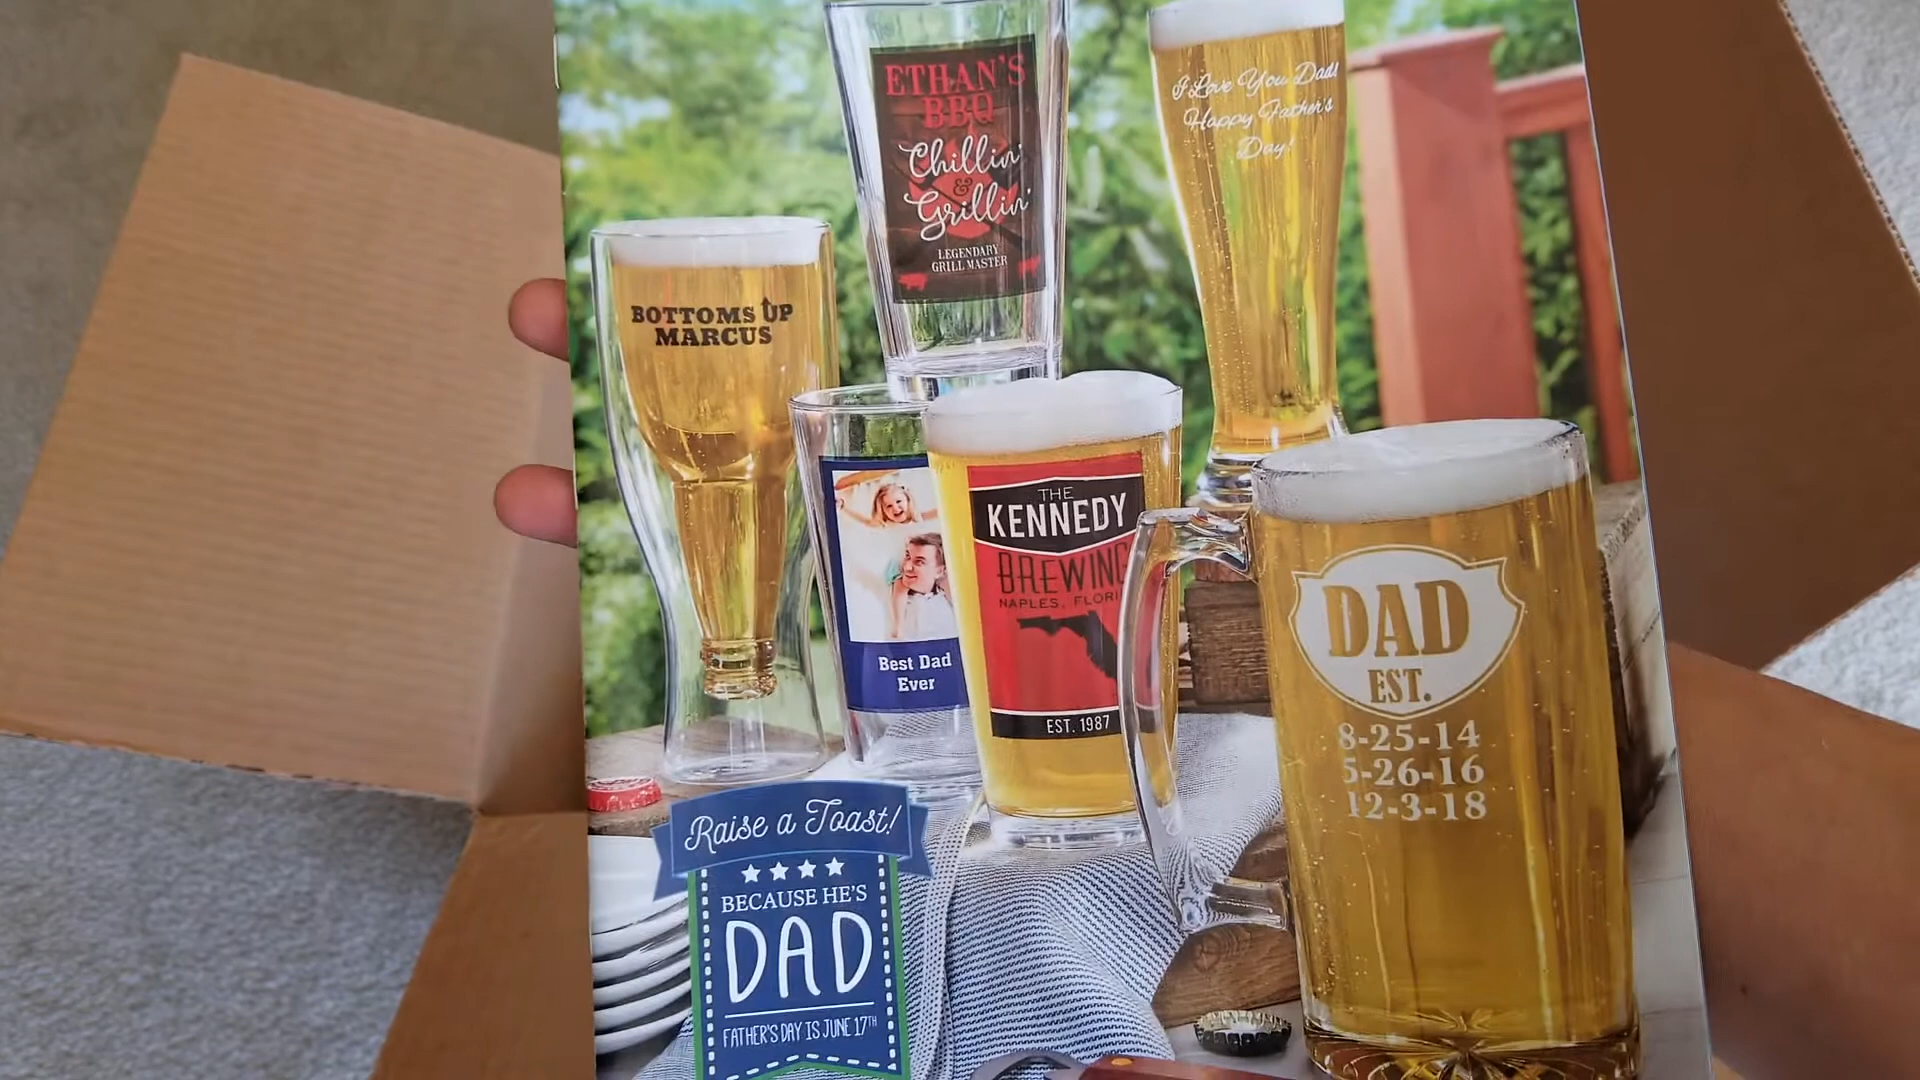 ETHAN'S
BBQ
Chillin'
&
Grillin'
LEGENDARY
GRILL MASTER
I Love You Dad!
Happy Father's
Day!
BOTTOMS UP
MARCUS
Best Dad
Ever
THE
KENNEDY
BREWING
NAPLES, FLORI
EST. 1987
DAD
EST.
8-25-14
5-26-16
12-3-18
Raise a Toast!
BECAUSE HE'S
DAD
FATHER'S DAY IS JUNE 17TH